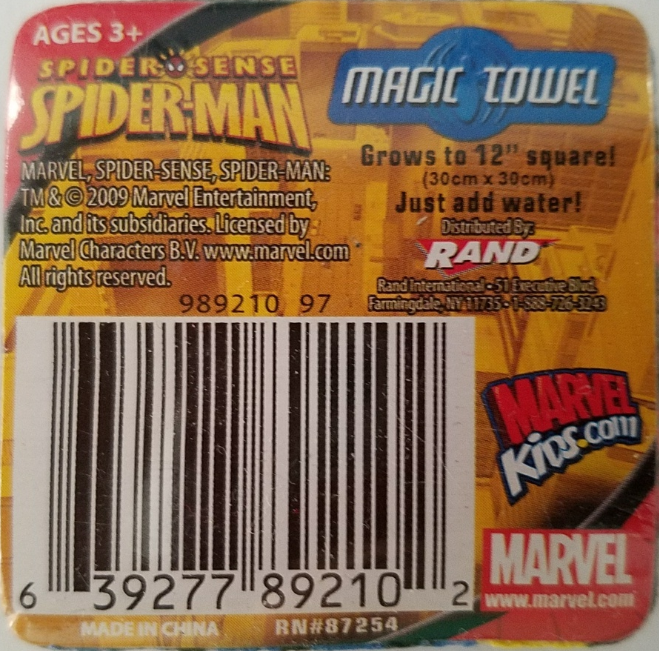 AGES 3+
SPIDER SENSE
SPIDER-MAN
MARVEL, SPIDER-SENSE, SPIDER-MAN:
TM & © 2009 Marvel Entertainment,
Inc. and its subsidiaries. Licensed by
Marvel Characters B.V. www.marvel.com
All rights reserved.
MAGIC TOWEL
Grows to 12" square!
(30cm x 30cm)
Just add water!
Distributed By:
RAND
Rand International • 51 Executive Blvd.
Farmingdale, NY 11735 • 1-888-726-3243
989210 97
6 39277 89210 2
MADE IN CHINA
RN#87254
MARVEL
KIDS.COM
MARVEL
www.marvel.com